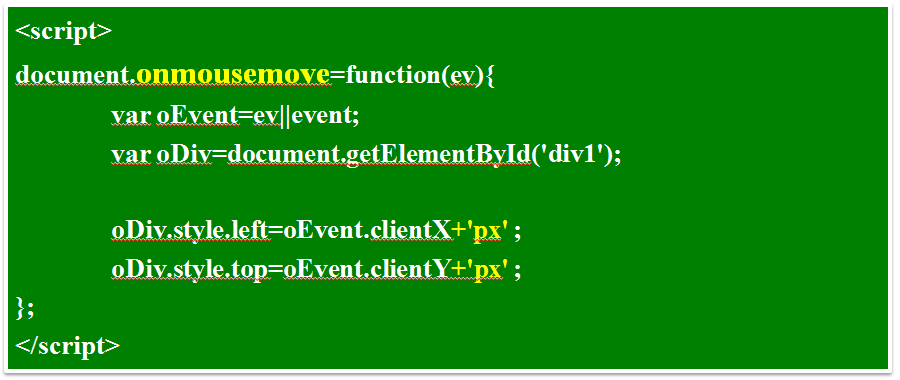 <script>
document.onmousemove=function(ev){
var oEvent=ev||event;
var oDiv=document.getElementById('div1');
oDiv.style.left=oEvent.clientX+'px' ;
oDiv.style.top=oEvent.clientY+'px' ;
};
</script>